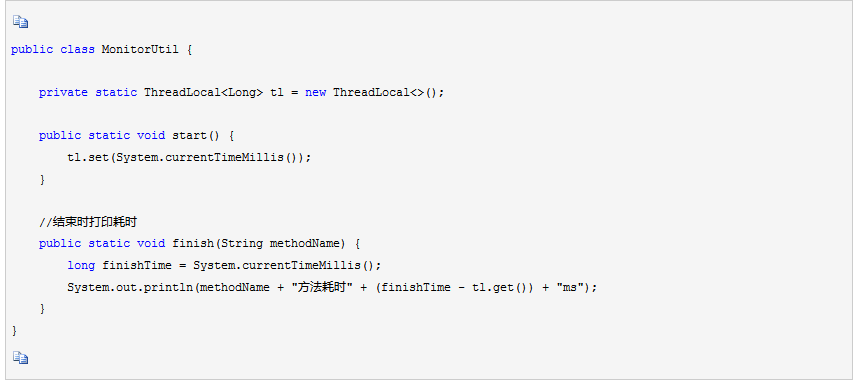 public class MonitorUtil {
private static ThreadLocal<Long> tl = new ThreadLocal<>();
public static void start() {
tl.set(System.currentTimeMillis());
}
//结束时打印耗时
public static void finish(String methodName) {
long finishTime = System.currentTimeMillis();
System.out.println(methodName + "方法耗时" + (finishTime - tl.get()) + "ms");
}
}